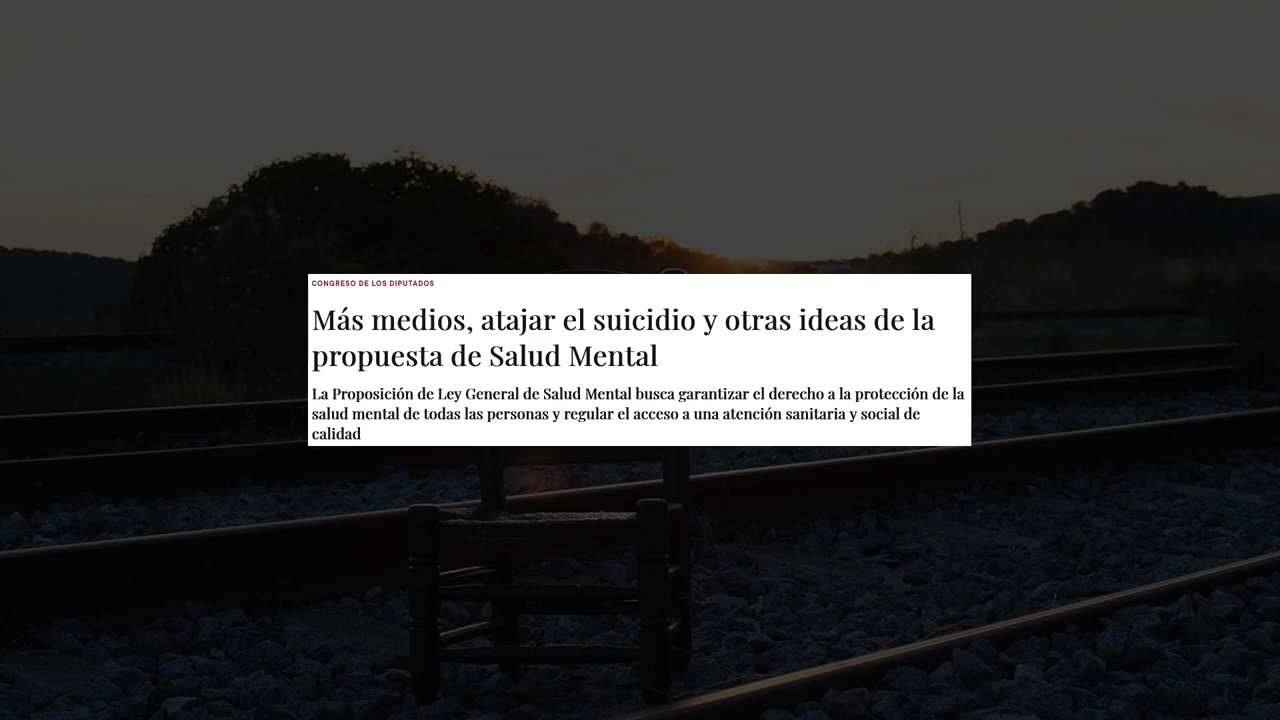 CONGRESO DE LOS DIPUTADOS
Más medios, atajar el suicidio y otras ideas de la
propuesta de Salud Mental
La Proposición de Ley General de Salud Mental busca garantizar el derecho a la protección de la
salud mental de todas las personas y regular el acceso a una atención sanitaria y social de
calidad